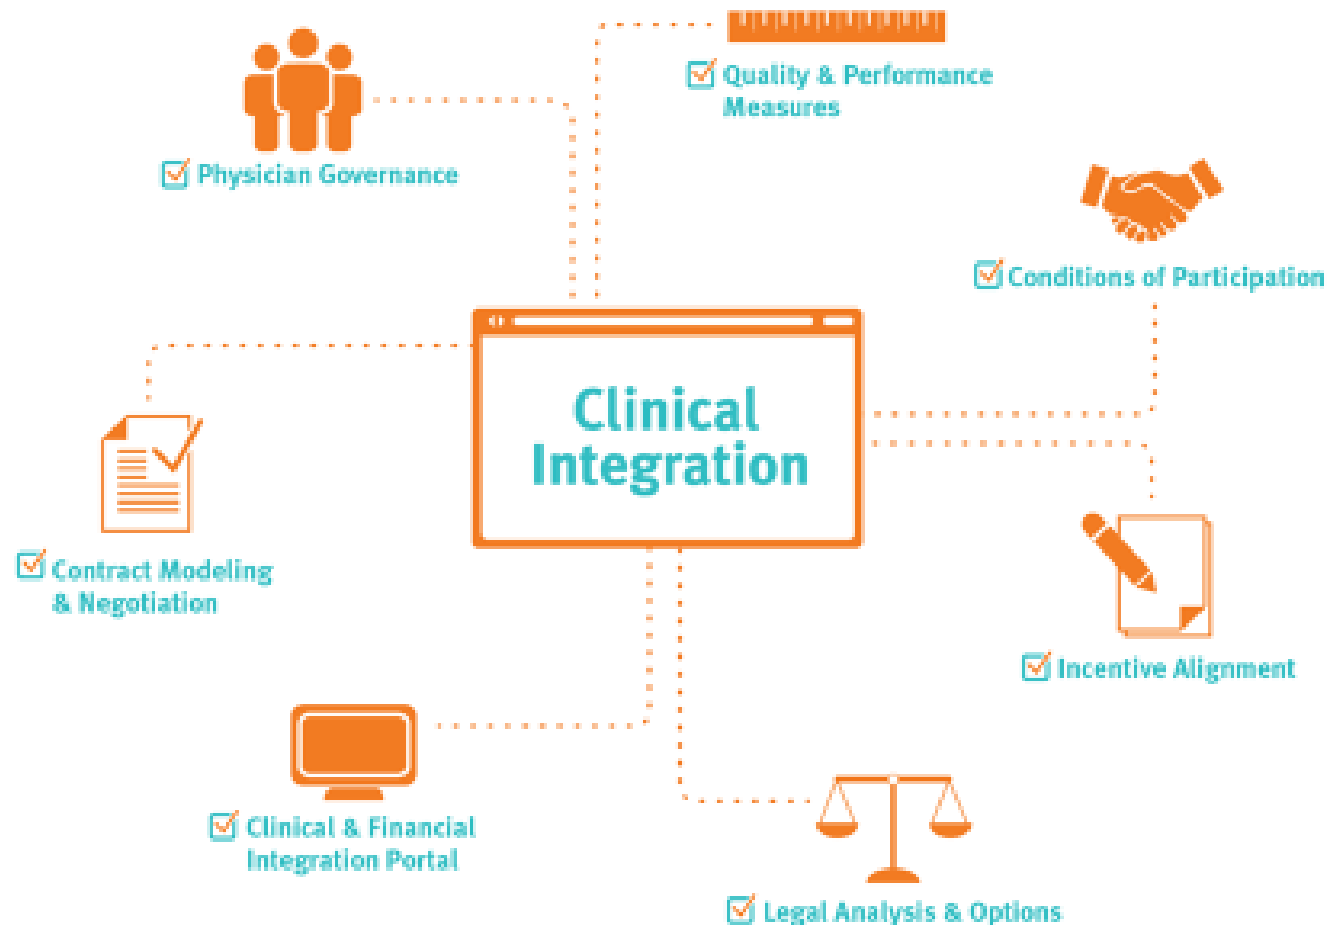 Quality & Performance
Measures
Physician Governance
Conditions of Participation
Clinical
Integration
Contract Modeling
& Negotiation
Incentive Alignment
Clinical & Financial
Integration Portal
Legal Analysis & Options